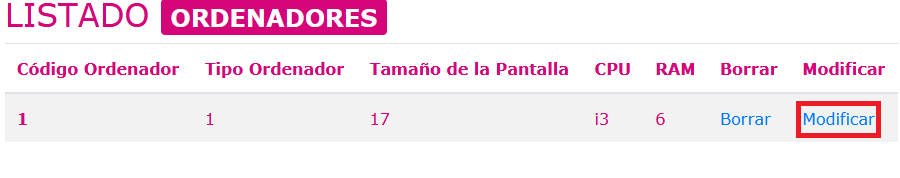 LISTADO ORDENADORES
Código Ordenador Tipo Ordenador Tamaño de la Pantalla CPU RAM Borrar Modificar
1 1 17 i3 6 Borrar Modificar